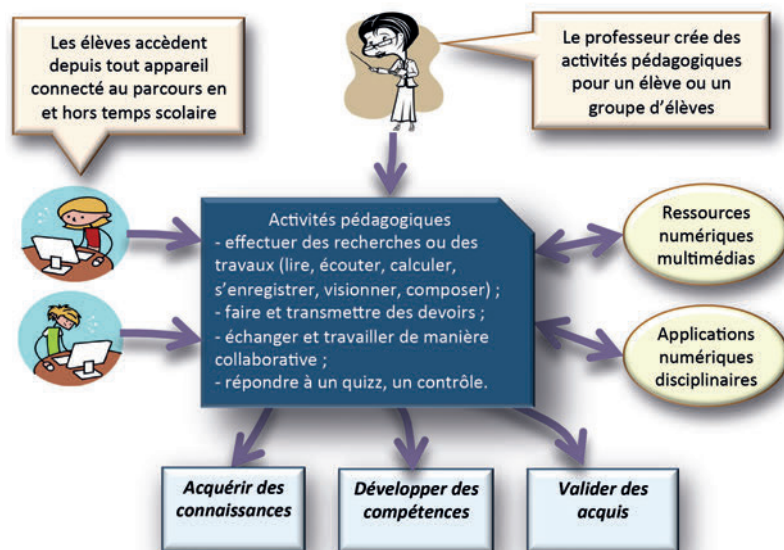 Les élèves accèdent
depuis tout appareil
connecté au parcours en
et hors temps scolaire
Le professeur crée des
activités pédagogiques
pour un élève ou un
groupe d'élèves
Activités pédagogiques
- effectuer des recherches ou des
travaux (lire, écouter, calculer,
s'enregistrer, visionner, composer) ;
- faire et transmettre des devoirs ;
- échanger et travailler de manière
collaborative ;
- répondre à un quizz, un contrôle.
Ressources
numériques
multimédias
Applications
numériques
disciplinaires
Acquérir des
connaissances
Développer des
compétences
Valider des
acquis